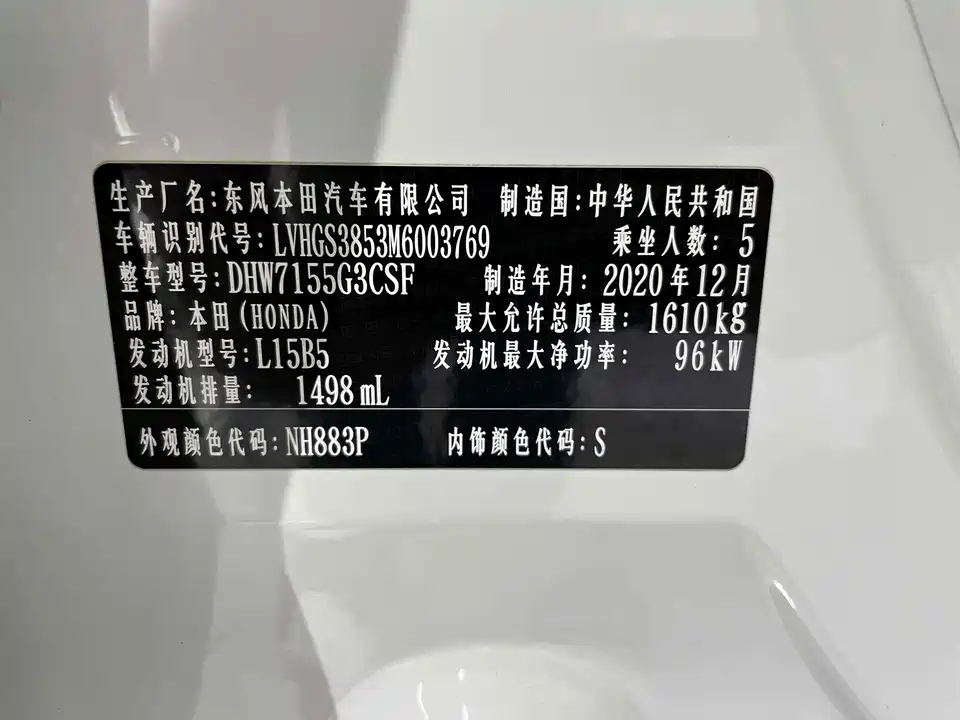 生产厂名:东风本田汽车有限公司 制造国:中华人民共和国
车辆识别代号:LVHGS3853M6003769 乘坐人数: 5
整车型号:DHW7155G3CSF 制造年月:2020年12月
品牌:本田(HONDA) 最大允许总质量: 1610kg
发动机型号:L15B5 发动机最大净功率: 96kW
发动机排量: 1498mL
外观颜色代码:NH883P 内饰颜色代码:S